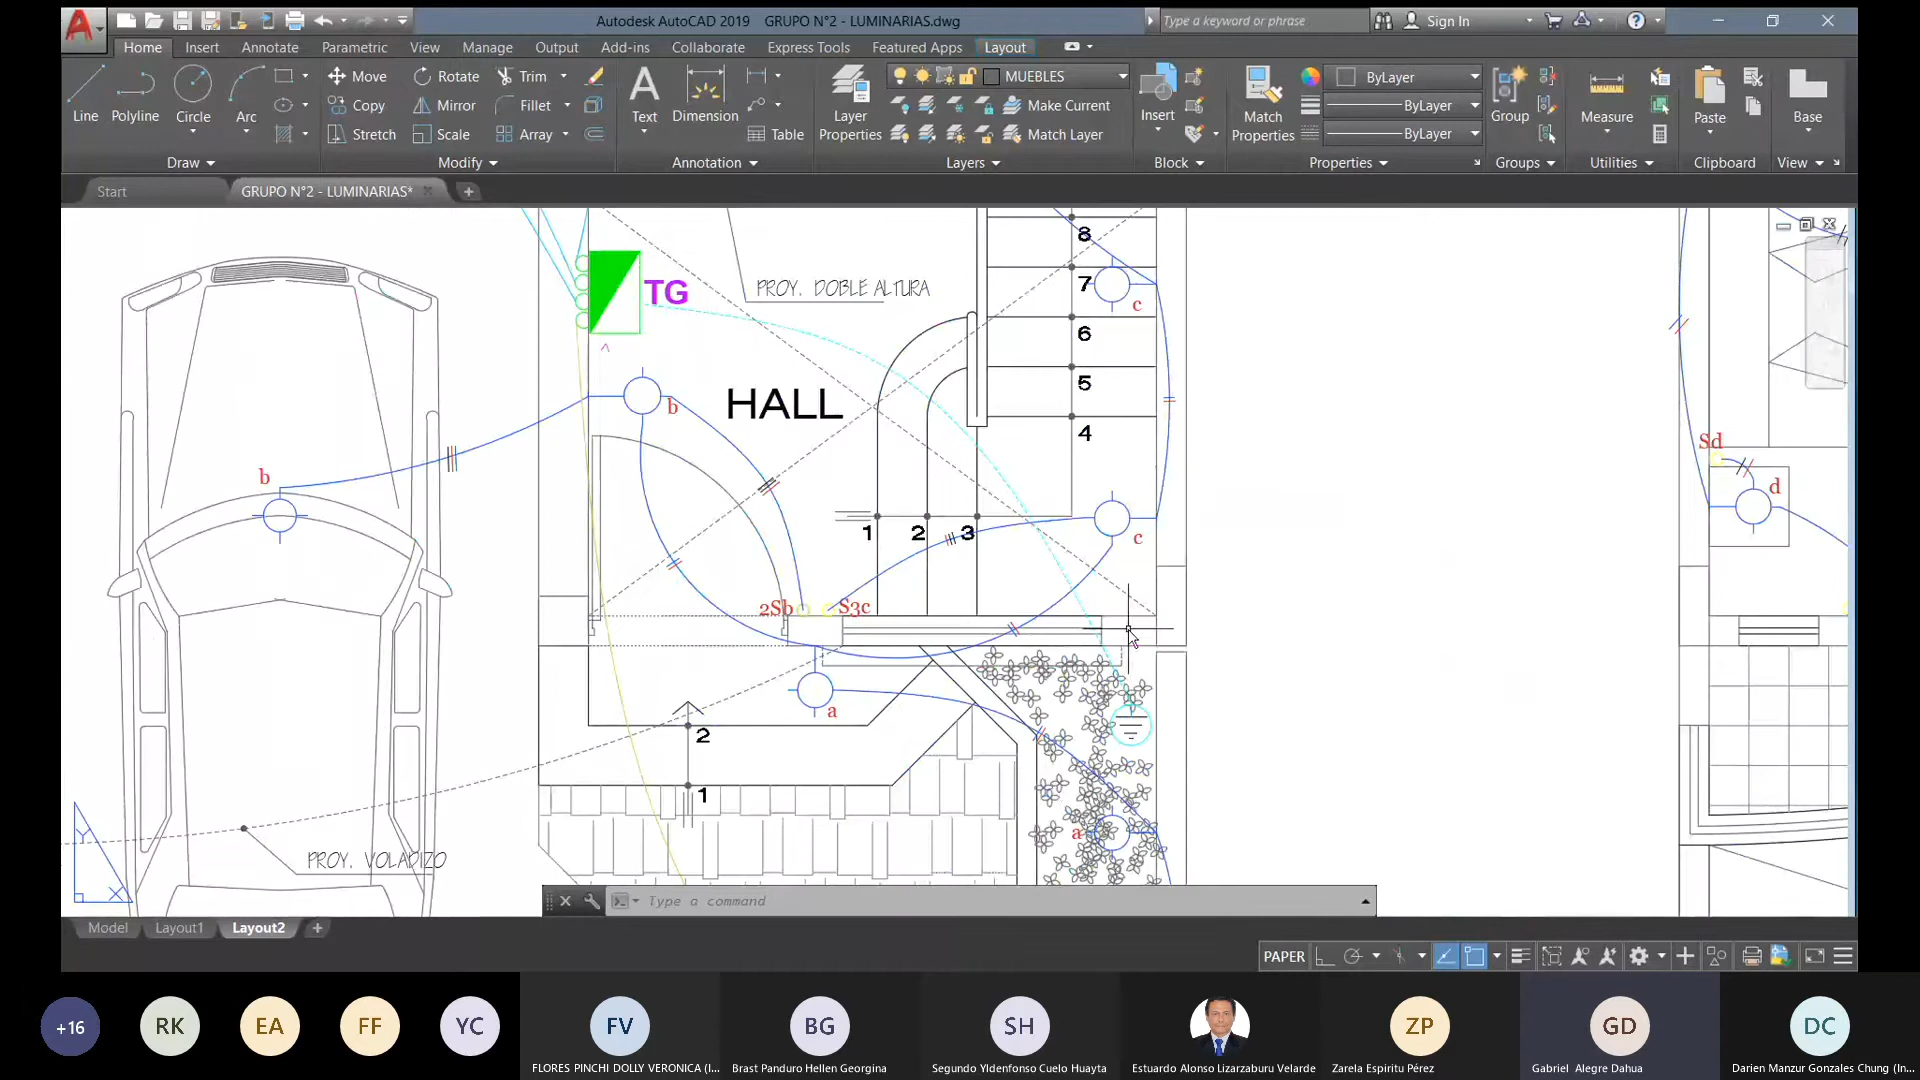 Autodesk AutoCAD 2019 GRUPO N°2 - LUMINARIAS.dwg
Type a keyword or phrase
Sign In
Home Insert Annotate Parametric View Manage Output Add-ins Collaborate Express Tools Featured Apps Layout
Line Polyline Circle Arc
Move Rotate Trim
Copy Mirror Fillet
Stretch Scale Array
Text Dimension Table
Layer Properties
MUEBLES
Make Current
Match Layer
Insert
Match Properties
ByLayer
ByLayer
ByLayer
Group
Measure
Paste
Base
Draw Modify Annotation Layers Block Properties Groups Utilities Clipboard View
Start GRUPO N°2 - LUMINARIAS*
8
TG
PROY. DOBLE ALTURA
7
c
6
5
b
HALL
4
Sd
b
d
1 2 3
c
2Sb S3c
a
2
1
a
PROY. VOLADIZO
Y
X
Type a command
Model Layout1 Layout2
PAPER
+16 RK EA FF YC FV BG SH ZP GD DC
FLORES PINCHI DOLLY VERONICA (I...
Brast Panduro Hellen Georgina
Segundo Yldenfonso Cuelo Huayta
Estuardo Alonso Lizarzaburu Velarde
Zarela Espiritu Pérez
Gabriel Alegre Dahua
Darien Manzur Gonzales Chung (In...